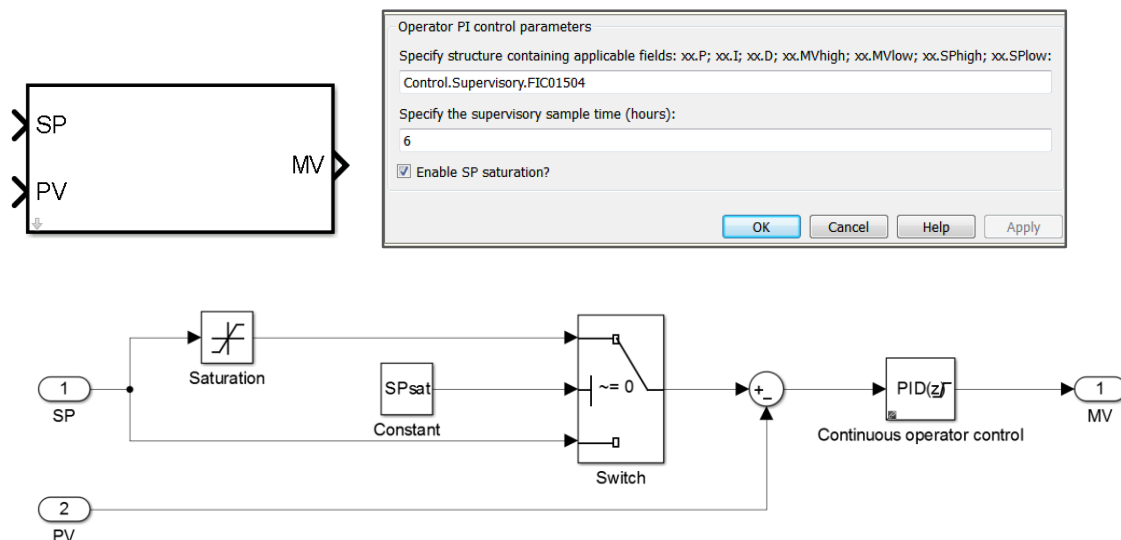 Operator PI control parameters
Specify structure containing applicable fields: xx.P; xx.I; xx.D; xx.MVhigh; xx.MVlow; xx.SPhigh; xx.SPlow:
Control.Supervisory.FIC01504
Specify the supervisory sample time (hours):
6
Enable SP saturation?
OK Cancel Help Apply
SP
PV
MV
Saturation
SPsat
Constant
~= 0
Switch
1
SP
2
PV
+
-
PID(z)
Continuous operator control
1
MV